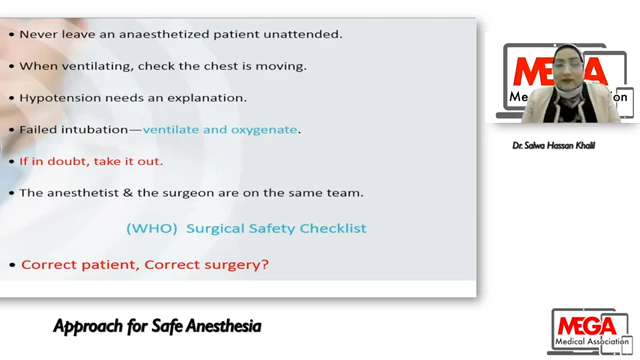 • Never leave an anaesthetized patient unattended.
• When ventilating, check the chest is moving.
• Hypotension needs an explanation.
• Failed intubation—ventilate and oxygenate.
• If in doubt, take it out.
• The anesthetist & the surgeon are on the same team.
(WHO) Surgical Safety Checklist
• Correct patient, Correct surgery?
MEGA
Dr. Salwa Hassan Khalil
Approach for Safe Anesthesia
MEGA
Medical Association